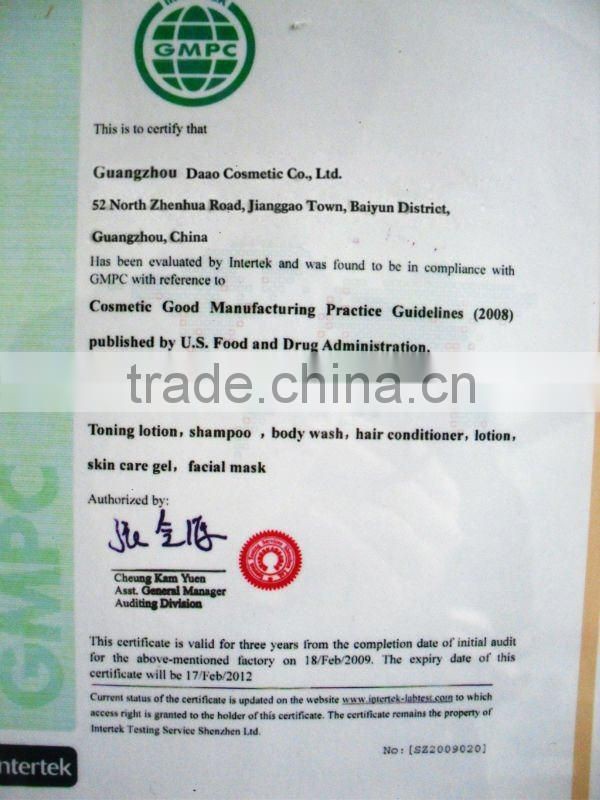 GMPC
This is to certify that
Guangzhou Daao Cosmetic Co., Ltd.
52 North Zhenhua Road, Jianggao Town, Baiyun District,
Guangzhou, China
Has been evaluated by Intertek and was found to be in compliance with
GMPC with reference to
Cosmetic Good Manufacturing Practice Guidelines (2008)
published by U.S. Food and Drug Administration.
trade.china.cn
Toning lotion, shampoo , body wash, hair conditioner, lotion,
skin care gel, facial mask
Authorized by:
Cheung Kam Yuen
Asst. General Manager
Auditing Division
This certificate is valid for three years from the completion date of initial audit
for the above-mentioned factory on 18/Feb/2009. The expiry date of this
certificate will be 17/Feb/2012
Current status of the certificate is updated on the website www.intertek-labtest.com to which
access right is granted to the holder of this certificate. The certificate remains the property of
Intertek Testing Service Shenzhen Ltd.
No: [SZ2009020]
GMPC
ntertek